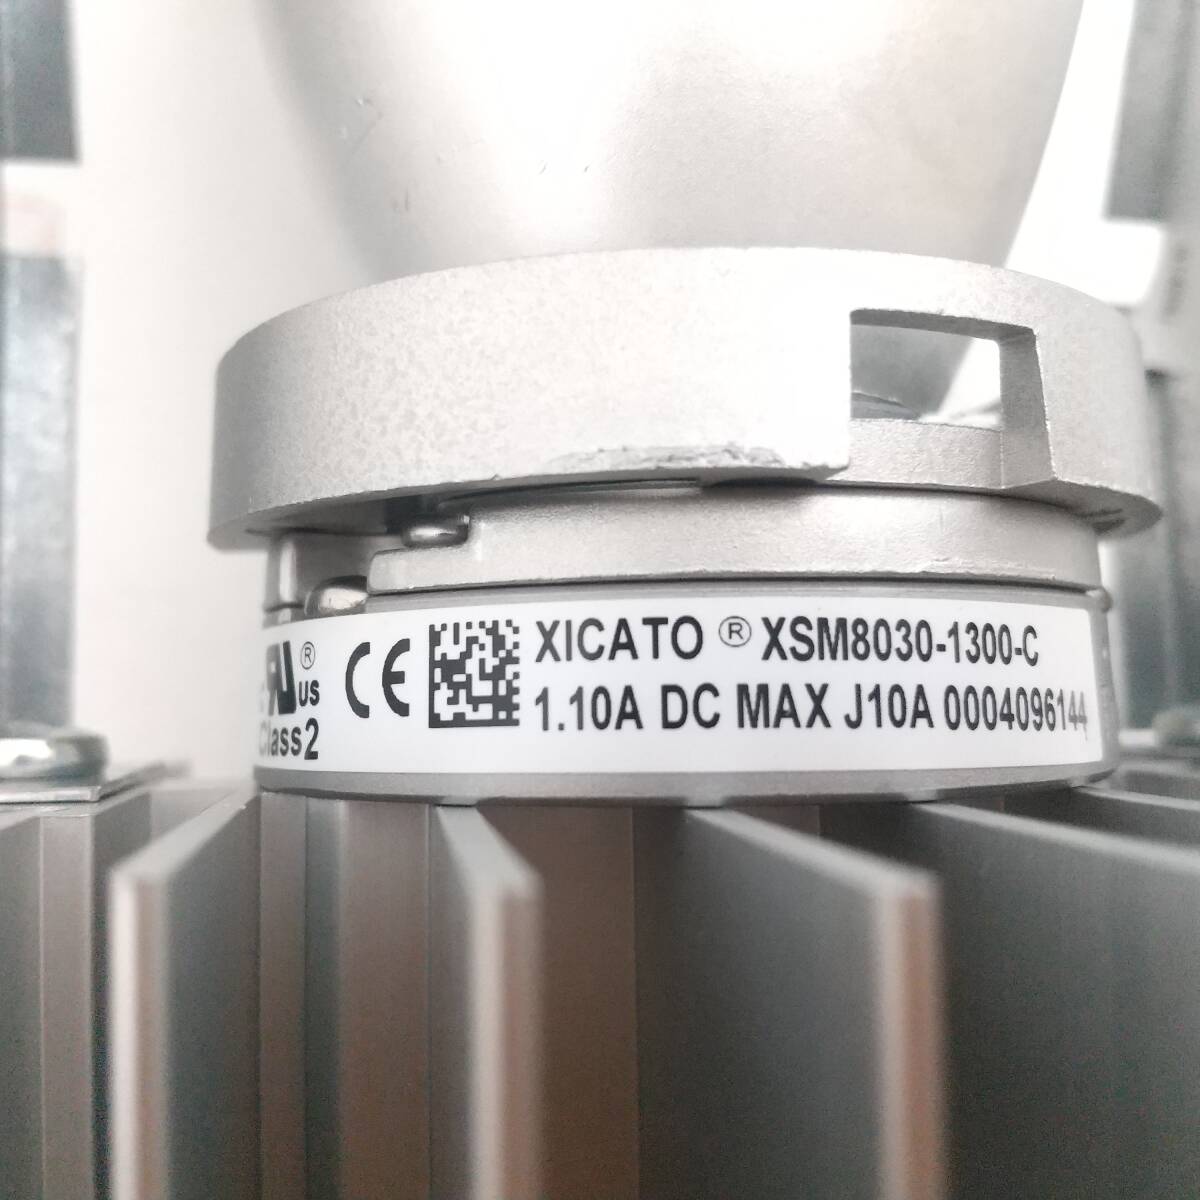 XICATO ® XSM8030-1300-C
1.10A DC MAX J10A 0004096144
® US
CE
Class 2